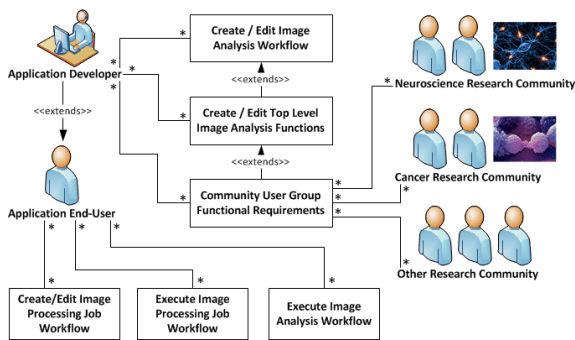 Create / Edit Image
Analysis Workflow
*
*
Application Developer
*
*
*
<<extends>>
<<extends>>
Create / Edit Top Level
Image Analysis Functions
*
*
Neuroscience Research Community
<<extends>>
Application End-User
*
Community User Group
Functional Requirements
*
*
*
Cancer Research Community
*
*
Other Research Community
*
*
*
*
*
*
Create/Edit Image
Processing Job
Workflow
Execute Image
Processing Job
Workflow
Execute Image
Analysis Workflow